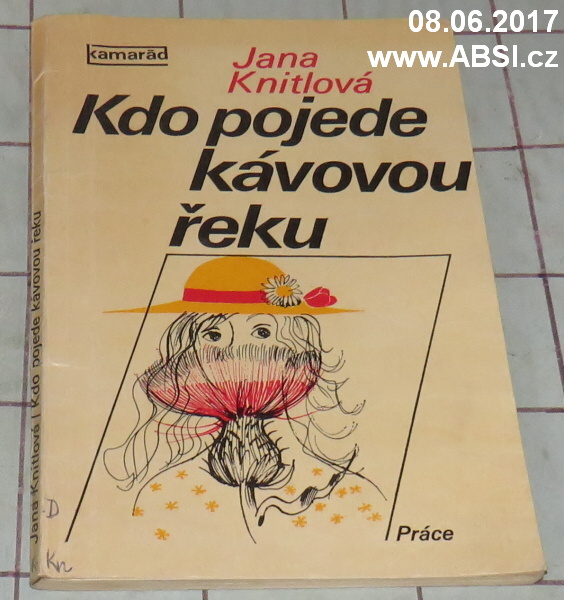 08.06.2017
www.ABSI.cz
kamarád
Jana
Knitlová
Kdo pojede
kávovou
řeku
Práce
Jana Knitlová / Kdo pojede kávovou řeku
D
Kn